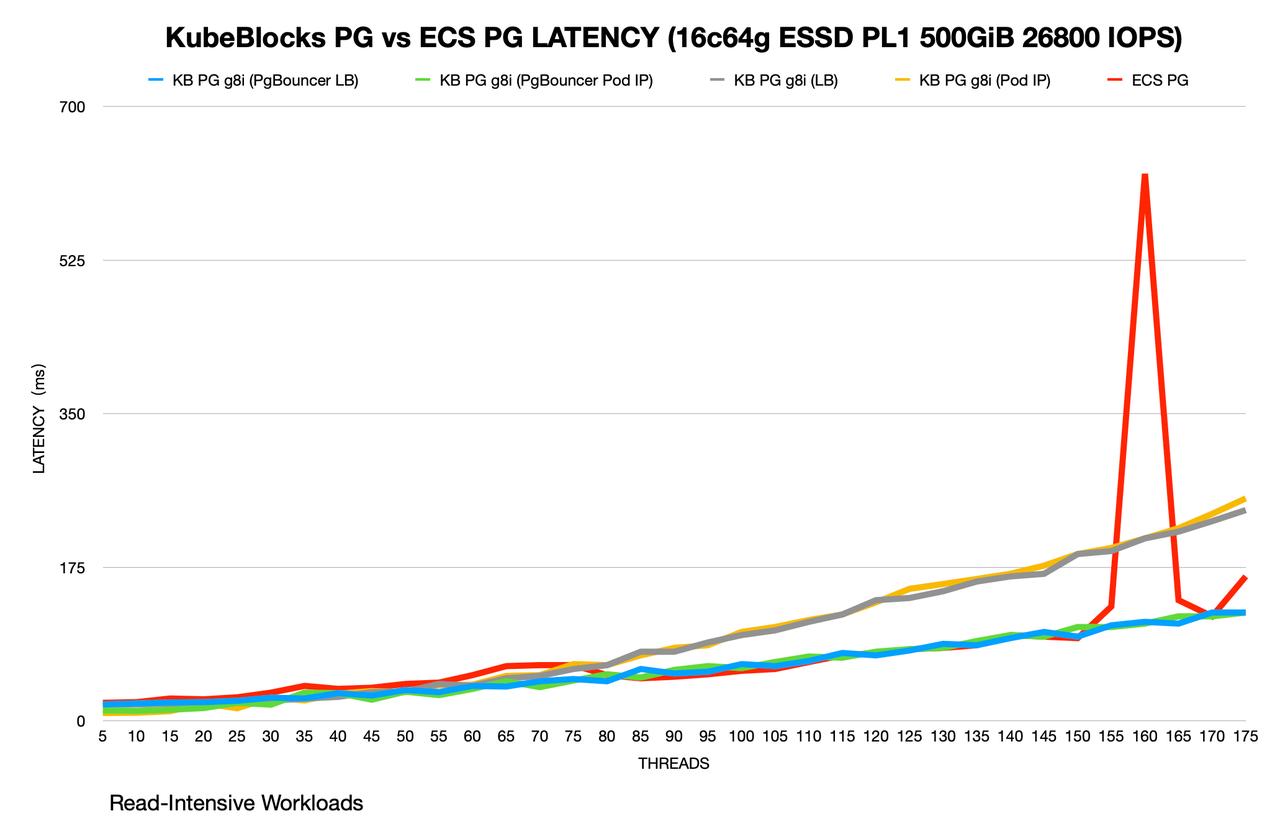 KubeBlocks PG vs ECS PG LATENCY (16c64g ESSD PL1 500GiB 26800 IOPS)
KB PG g8i (PgBouncer LB) KB PG g8i (PgBouncer Pod IP) KB PG g8i (LB) KB PG g8i (Pod IP) ECS PG
700
525
350
175
0
LATENCY (ms)
5 10 15 20 25 30 35 40 45 50 55 60 65 70 75 80 85 90 95 100 105 110 115 120 125 130 135 140 145 150 155 160 165 170 175
THREADS
Read-Intensive Workloads